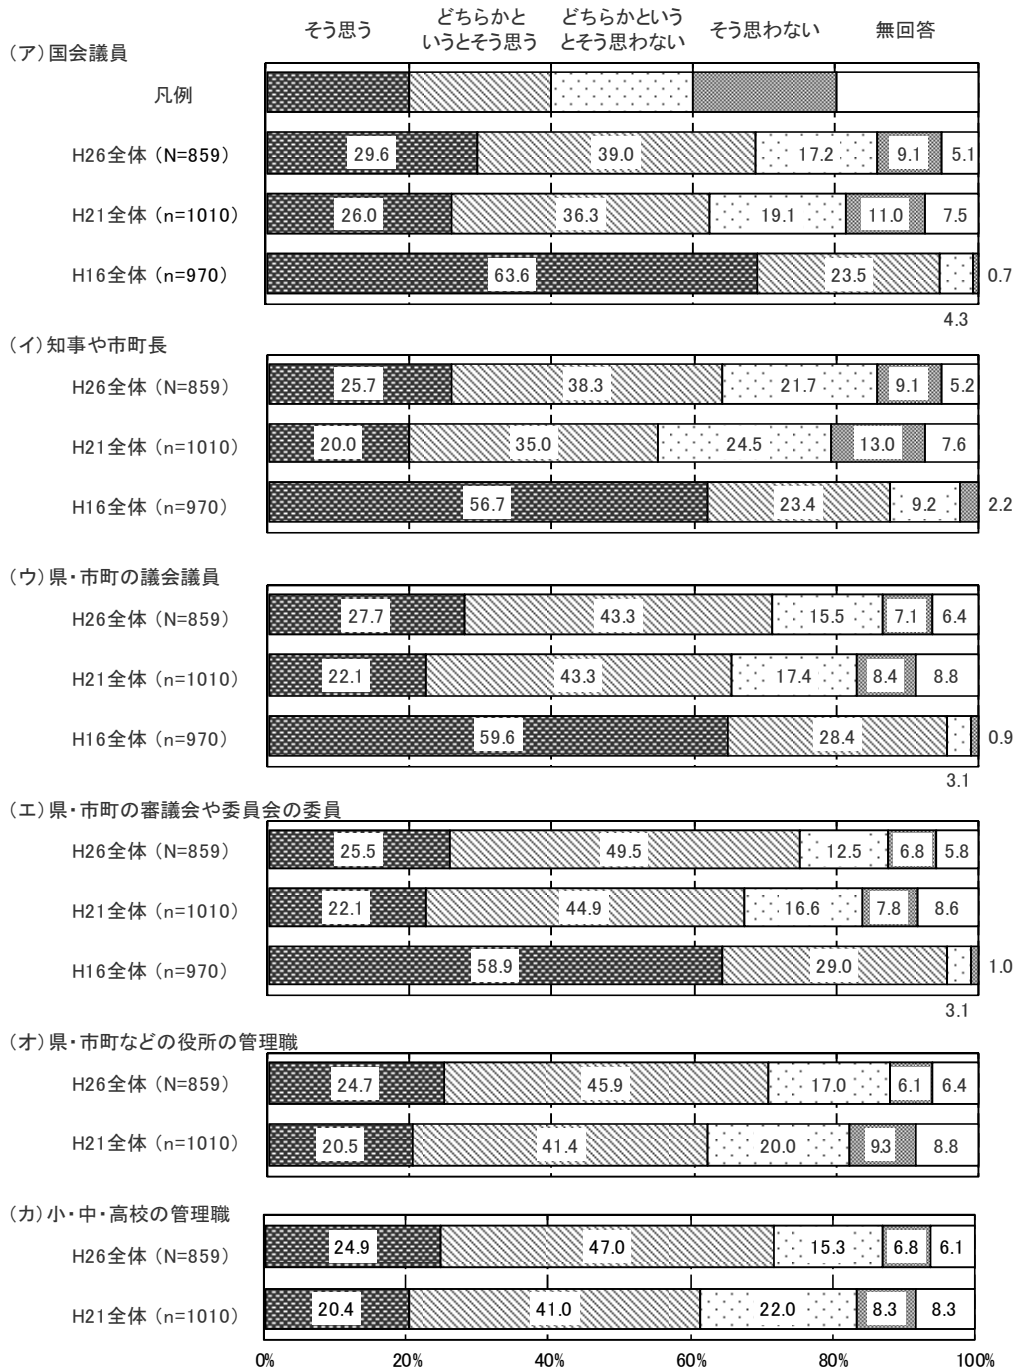 そう思う
どちらかと
いうとそう思う
どちらかという
とそう思わない
そう思わない
無回答
（ア）国会議員
凡例
H26全体（N=859） 29.6 39.0 17.2 9.1 5.1
H21全体（n=1010） 26.0 36.3 19.1 11.0 7.5
H16全体（n=970） 63.6 23.5 0.7
4.3
（イ）知事や市町長
H26全体（N=859） 25.7 38.3 21.7 9.1 5.2
H21全体（n=1010） 20.0 35.0 24.5 13.0 7.6
H16全体（n=970） 56.7 23.4 9.2 2.2
（ウ）県・市町の議会議員
H26全体（N=859） 27.7 43.3 15.5 7.1 6.4
H21全体（n=1010） 22.1 43.3 17.4 8.4 8.8
H16全体（n=970） 59.6 28.4 0.9
3.1
（エ）県・市町の審議会や委員会の委員
H26全体（N=859） 25.5 49.5 12.5 6.8 5.8
H21全体（n=1010） 22.1 44.9 16.6 7.8 8.6
H16全体（n=970） 58.9 29.0 1.0
3.1
（オ）県・市町などの役所の管理職
H26全体（N=859） 24.7 45.9 17.0 6.1 6.4
H21全体（n=1010） 20.5 41.4 20.0 9.3 8.8
（カ）小・中・高校の管理職
H26全体（N=859） 24.9 47.0 15.3 6.8 6.1
H21全体（n=1010） 20.4 41.0 22.0 8.3 8.3
0% 20% 40% 60% 80% 100%